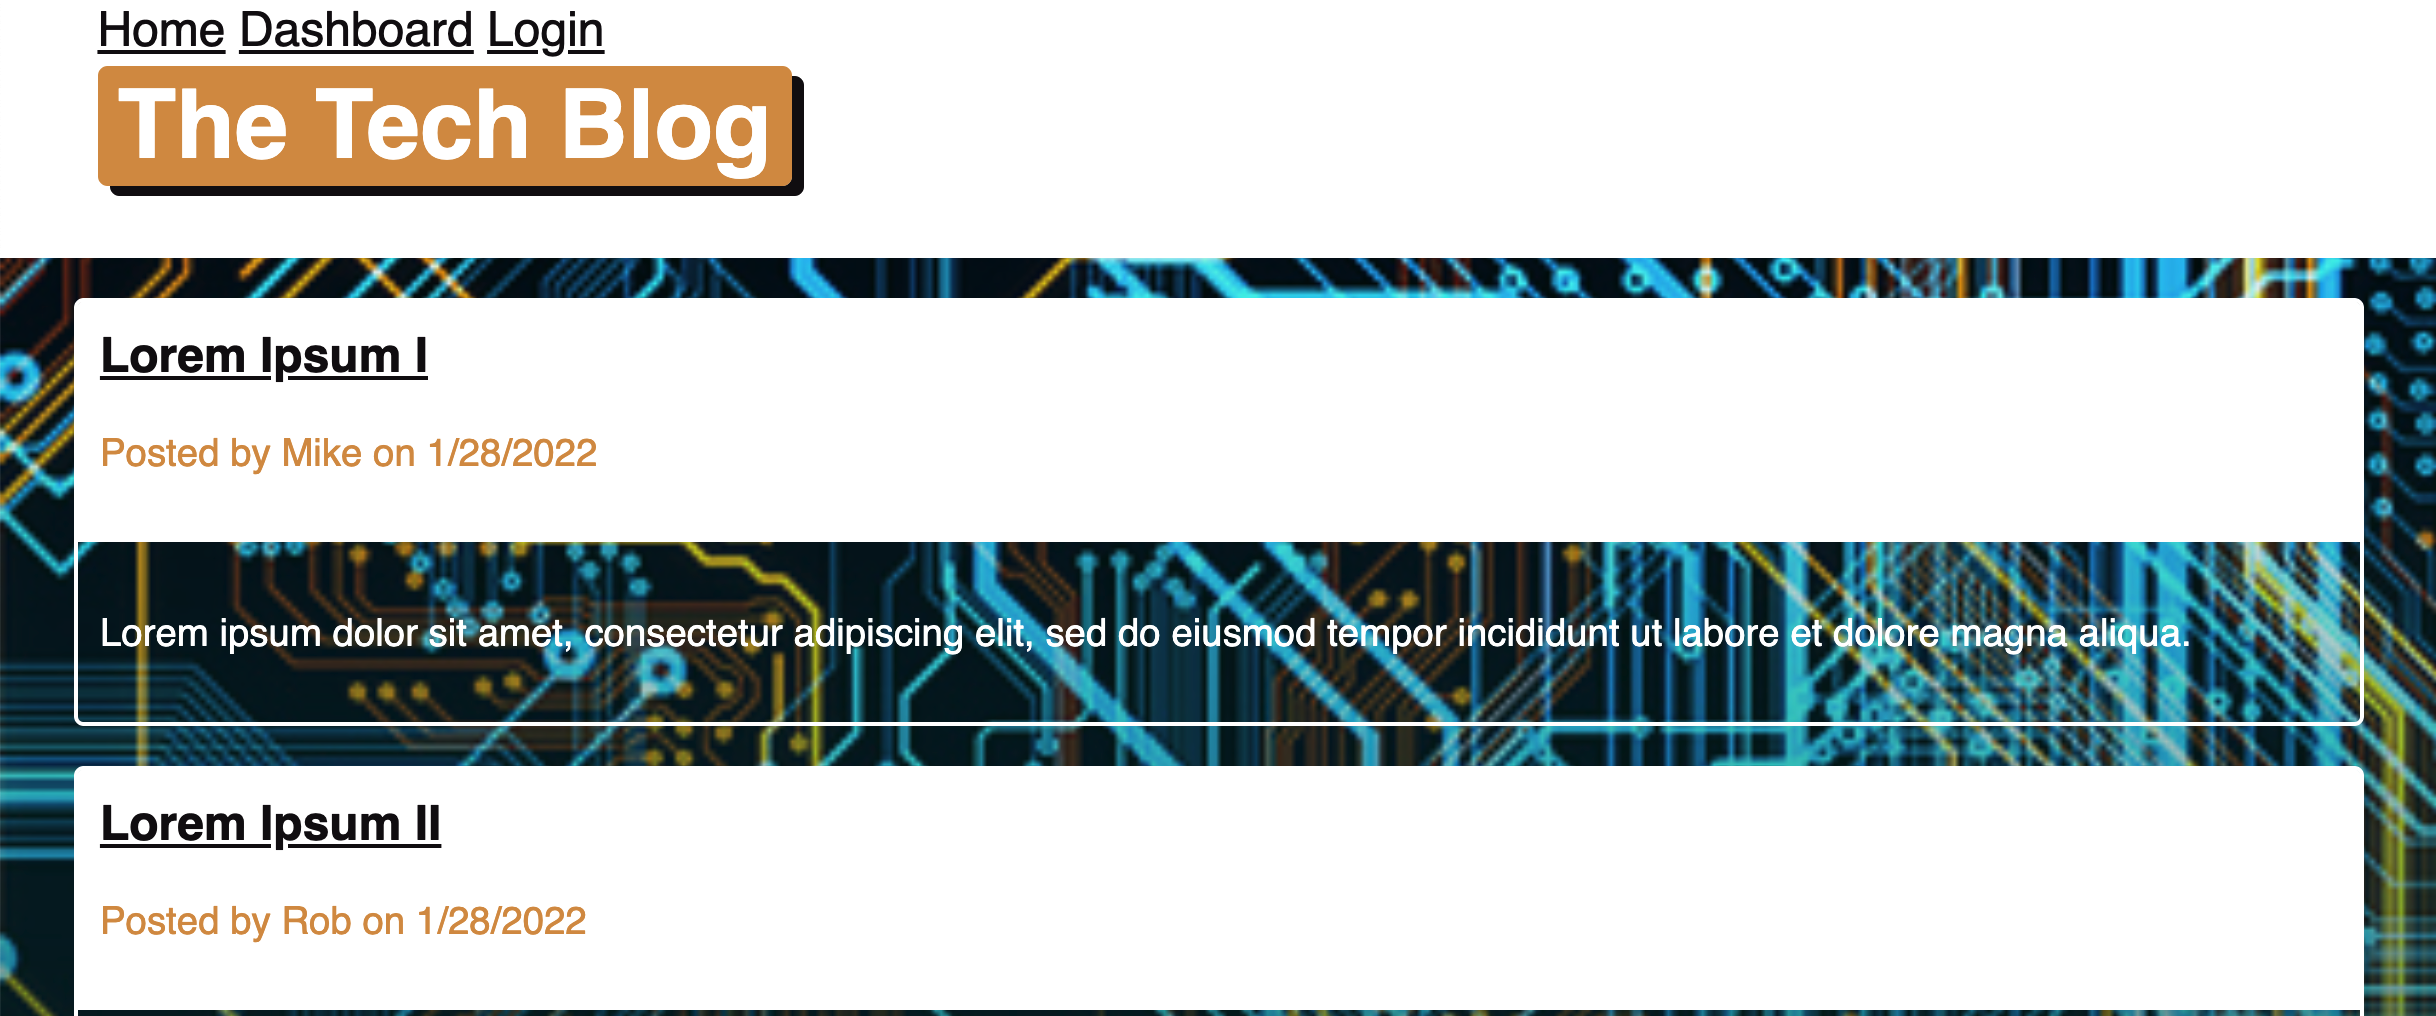 Home Dashboard Login
The Tech Blog
Lorem Ipsum I
Posted by Mike on 1/28/2022
Lorem ipsum dolor sit amet, consectetur adipiscing elit, sed do eiusmod tempor incididunt ut labore et dolore magna aliqua.
Lorem Ipsum II
Posted by Rob on 1/28/2022